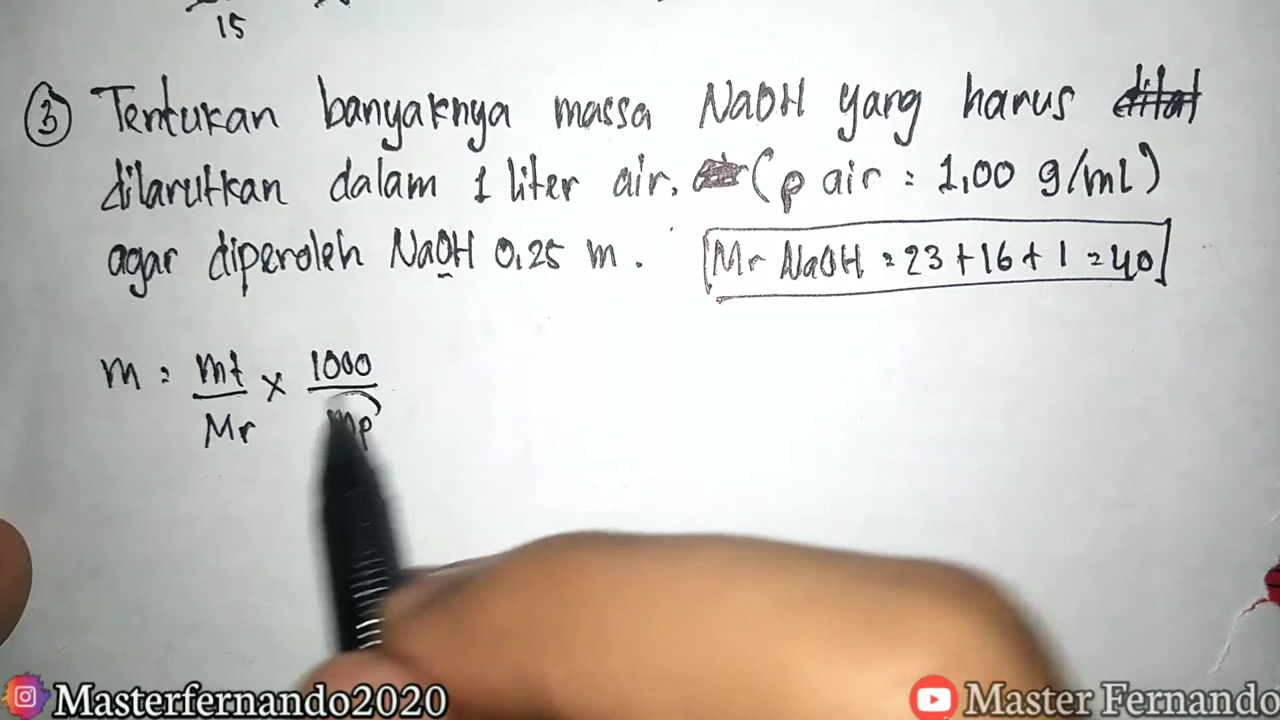 15
③ Tentukan banyaknya massa NaOH yang harus
dilarutkan dalam 1 liter air. (ρ air = 1,00 g/mL)
agar diperoleh NaOH 0,25 m. Mr NaOH = 23 + 16 + 1 = 40
m = mt/Mr × 1000/mp
Masterfernando2020
Master Fernando